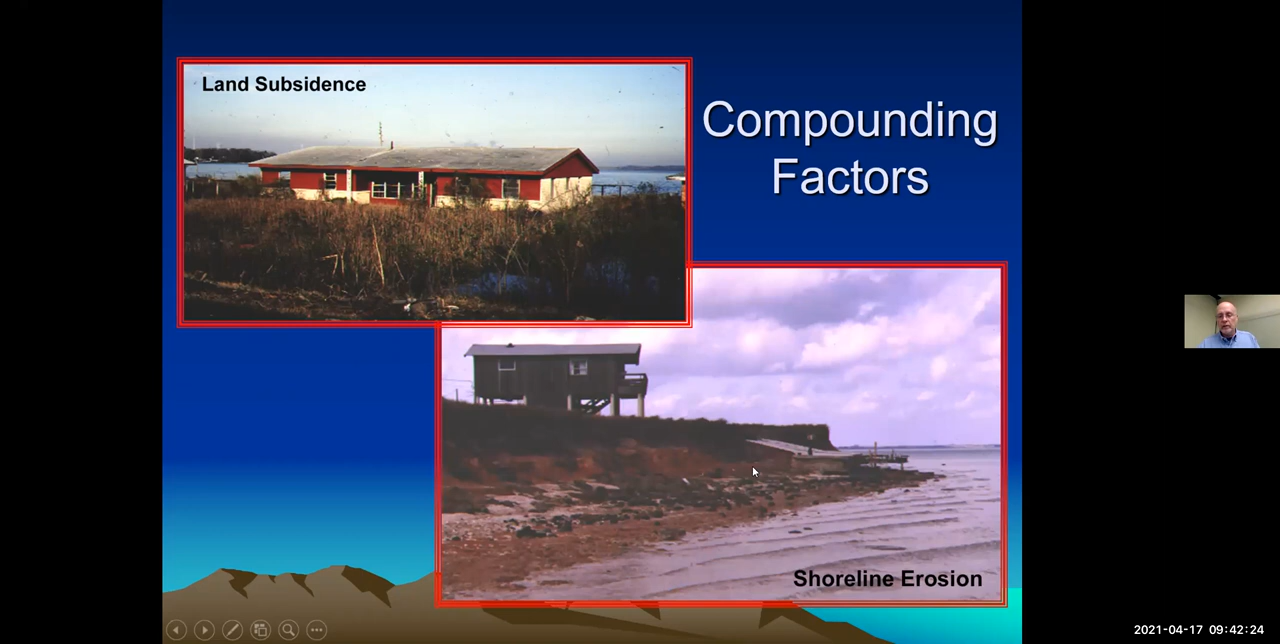 Land Subsidence
Compounding
Factors
Shoreline Erosion
2021-04-17 09:42:24